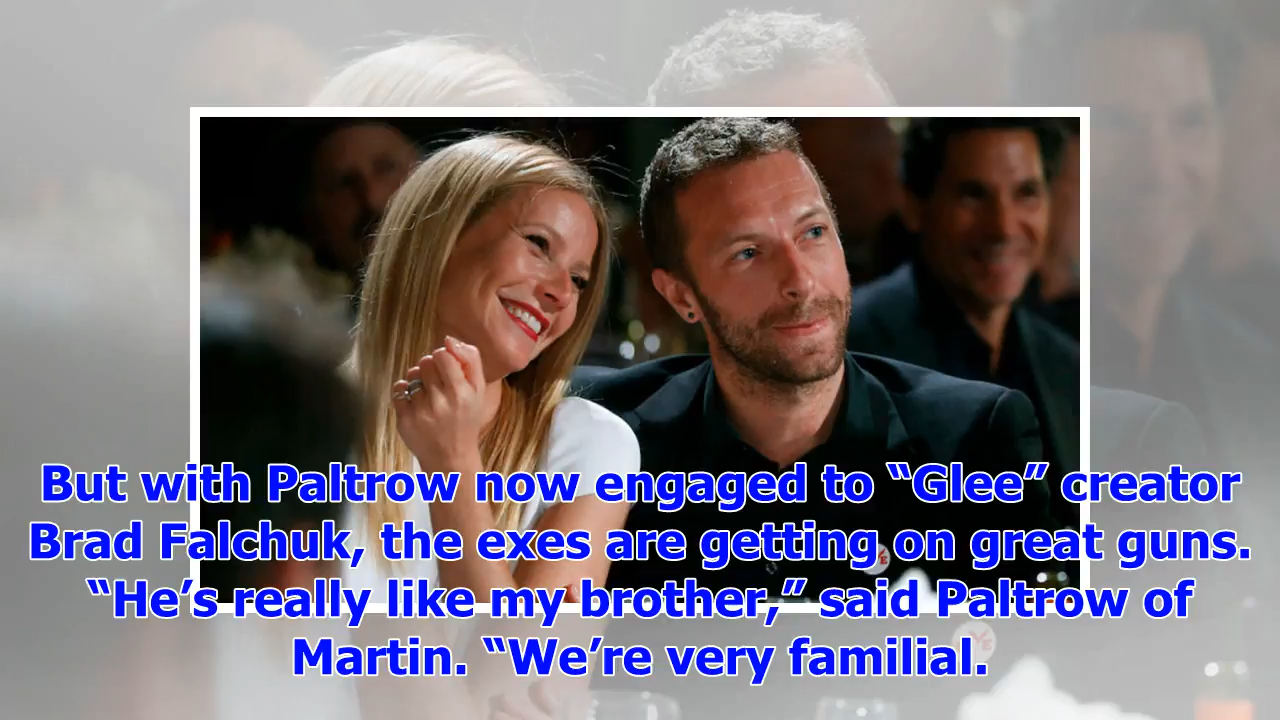 But with Paltrow now engaged to “Glee” creator
Brad Falchuk, the exes are getting on great guns.
“He’s really like my brother,” said Paltrow of
Martin. “We’re very familial.